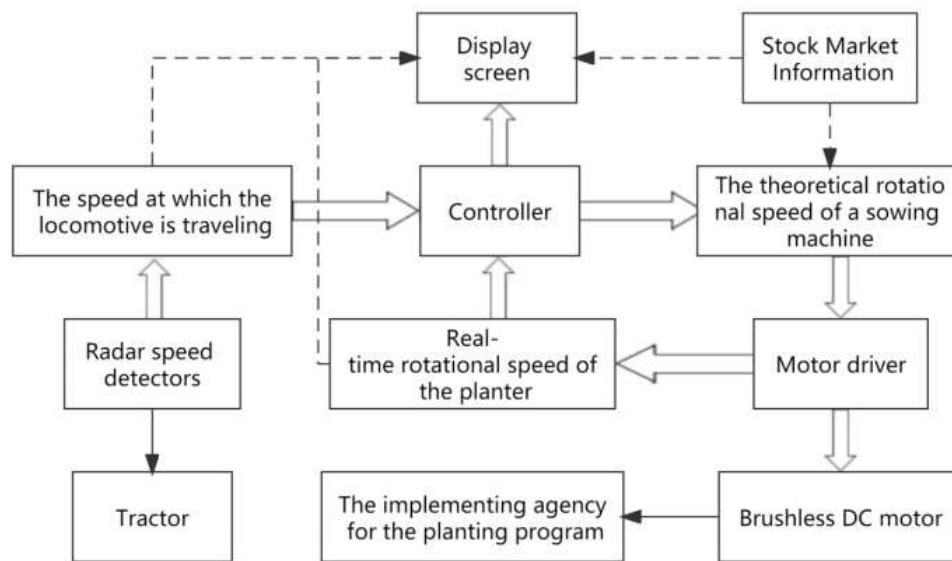 Display
screen
Stock Market
Information
The speed at which the
locomotive is traveling
Controller
The theoretical rotatio
nal speed of a sowing
machine
Radar speed
detectors
Real-
time rotational speed of
the planter
Motor driver
Tractor
The implementing agency
for the planting program
Brushless DC motor